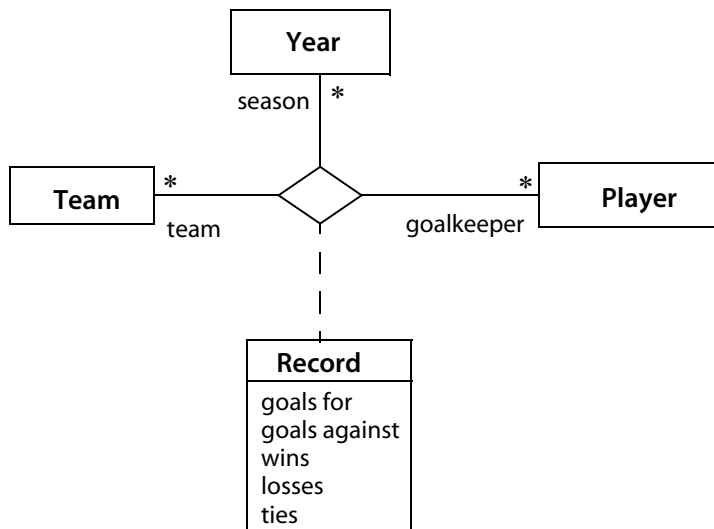 Year
season
*
Team
*
team
*
Player
goalkeeper
Record
goals for
goals against
wins
losses
ties